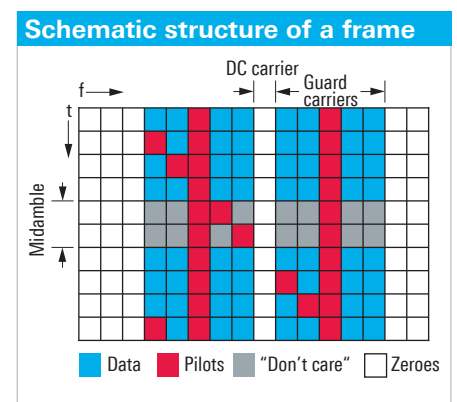 Schematic structure of a frame
DC carrier
f
Guard
carriers
t
Midamble
Data
Pilots
“Don’t care“
Zeroes